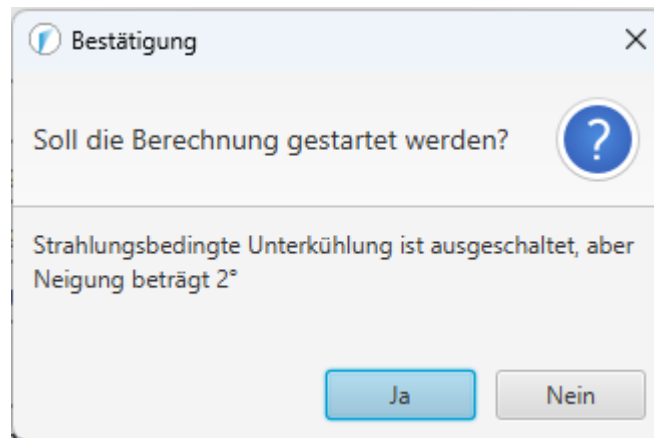 Bestätigung
Soll die Berechnung gestartet werden?
Strahlungsbedingte Unterkühlung ist ausgeschaltet, aber
Neigung beträgt 2°
Ja
Nein